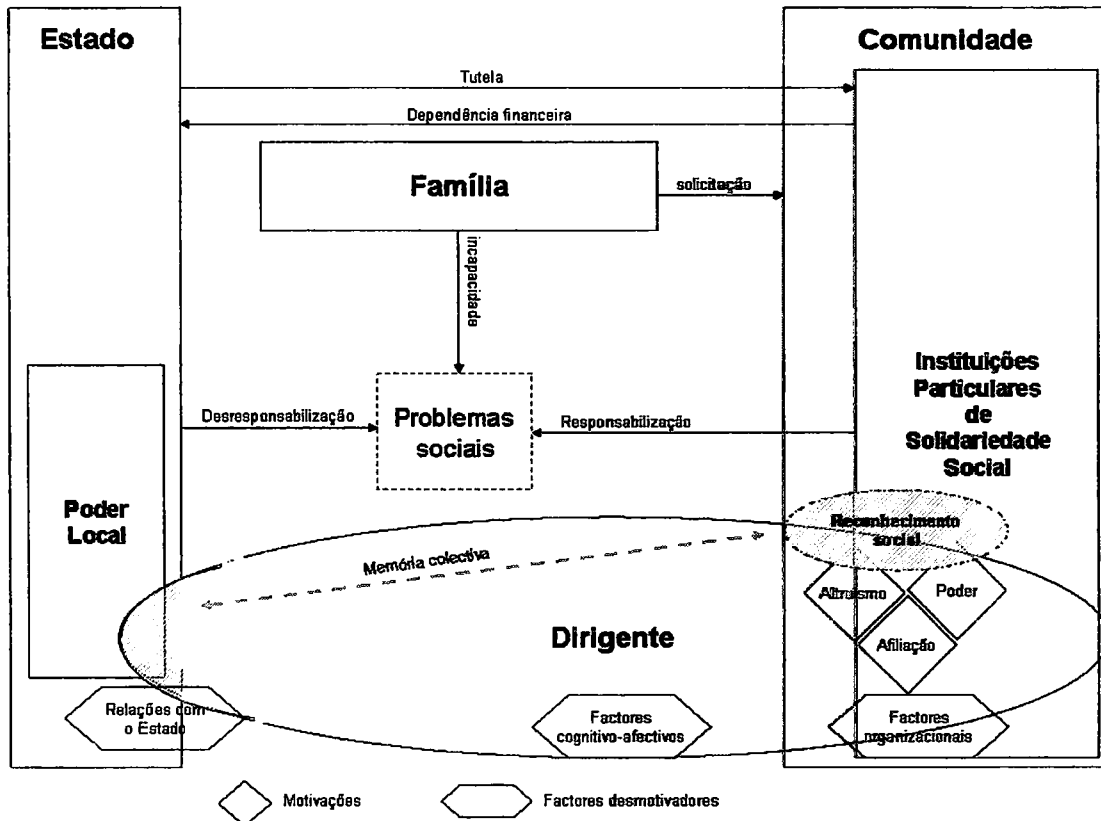 Estado
Comunidade
Tutela
Dependência financeira
Família
solicitação
incapacidade
Instituições
Particulares
de
Solidariedade
Social
Desresponsabilização
Problemas
sociais
Responsabilização
Poder
Local
Reconhecimento
social
Memória colectiva
Altruísmo
Poder
Dirigente
Afiliação
Relações com
o Estado
Factores
cognitivo-afectivos
Factores
organizacionais
Motivações
Factores desmotivadores